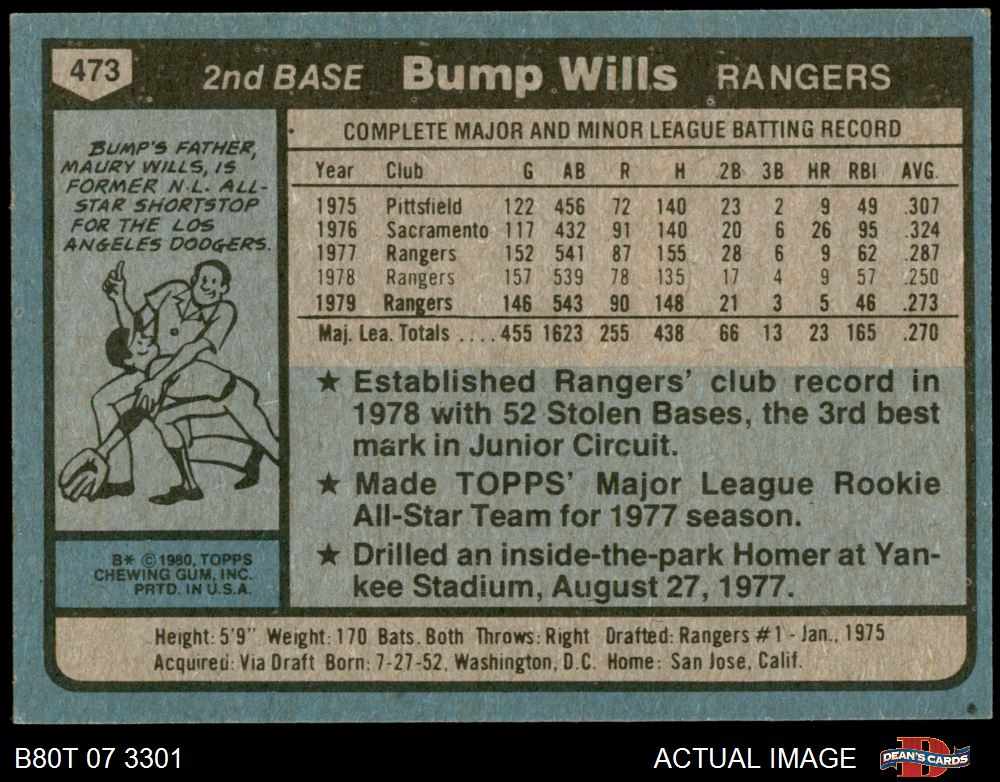 473
2nd BASE Bump Wills RANGERS
BUMP'S FATHER,
MAURY WILLS, IS
FORMER N.L. ALL-
STAR SHORTSTOP
FOR THE LOS
ANGELES DODGERS.
B* © 1980, TOPPS
CHEWING GUM, INC.
PRTD. IN U.S.A.
COMPLETE MAJOR AND MINOR LEAGUE BATTING RECORD
Year Club G AB R H 2B 3B HR RBI AVG.
1975 Pittsfield 122 456 72 140 23 2 9 49 .307
1976 Sacramento 117 432 91 140 20 6 26 95 .324
1977 Rangers 152 541 87 155 28 6 9 62 .287
1978 Rangers 157 539 78 135 17 4 9 57 .250
1979 Rangers 146 543 90 148 21 3 5 46 .273
Maj. Lea. Totals .... 455 1623 255 438 66 13 23 165 .270
★ Established Rangers' club record in
1978 with 52 Stolen Bases, the 3rd best
mark in Junior Circuit.
★ Made TOPPS' Major League Rookie
All-Star Team for 1977 season.
★ Drilled an inside-the-park Homer at Yan-
kee Stadium, August 27, 1977.
Height: 5'9" Weight: 170 Bats: Both Throws: Right Drafted: Rangers #1 - Jan., 1975
Acquired: Via Draft Born: 7-27-52, Washington, D.C. Home: San Jose, Calif.
B80T 07 3301
ACTUAL IMAGE
DEAN'S CARDS